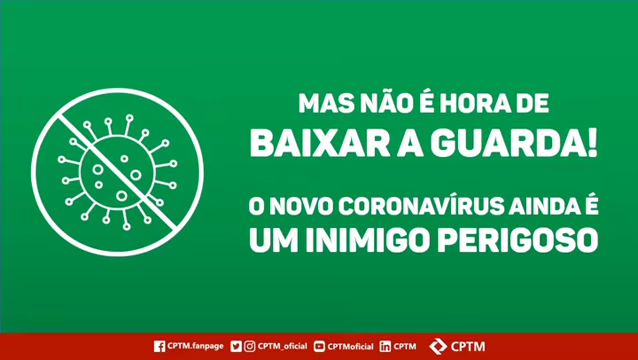 MAS NÃO É HORA DE
BAIXAR A GUARDA!
O NOVO CORONAVÍRUS AINDA É
UM INIMIGO PERIGOSO
CPTM.fanpage CPTM_oficial CPTMoficial CPTM CPTM